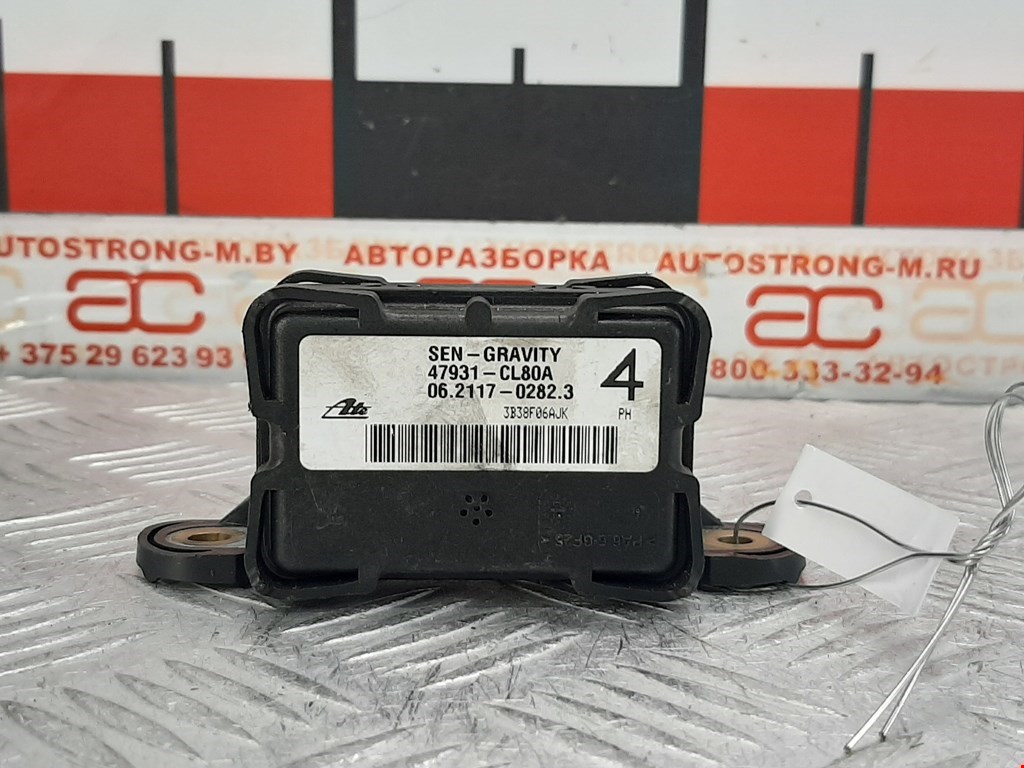 AUTOSTRONG-M.BY АВТОРАЗБОРКА AUTOSTRONG-M.RU
ac ac
+ 375 29 623 93 800-333-32-94
SEN-GRAVITY
47931-CL80A
06.2117-0282.3
4
Ate 3B38F06AJK PH